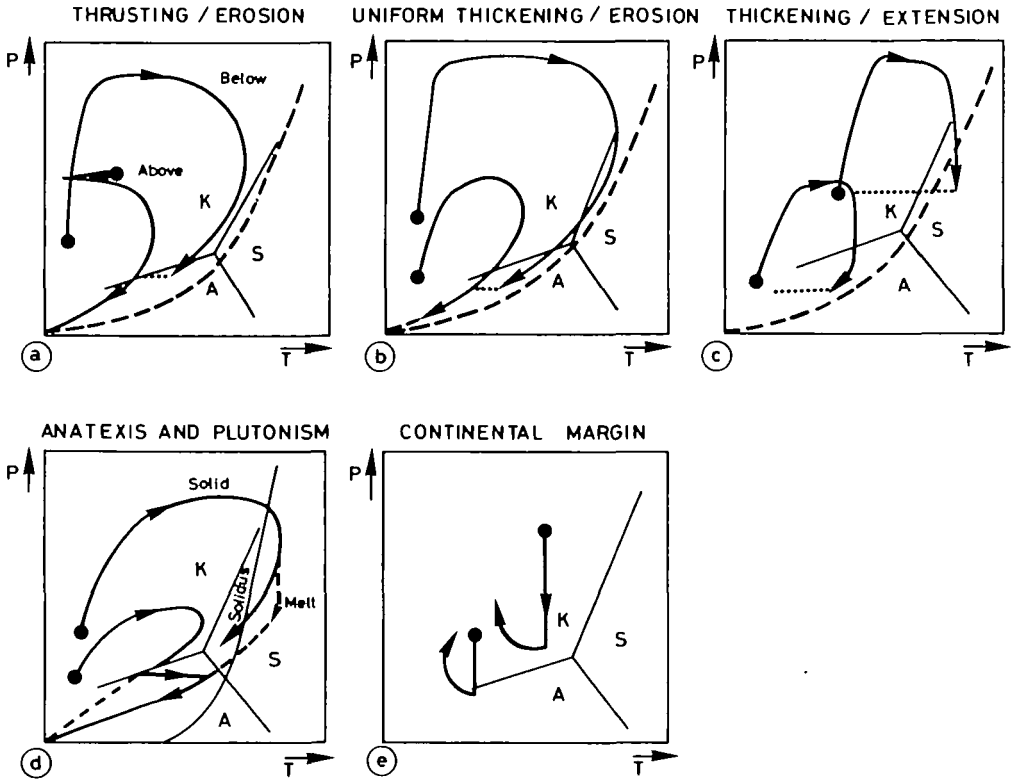 THRUSTING / EROSION
P
Below
Above
K
S
A
a
T
UNIFORM THICKENING / EROSION
P
K
S
A
b
T
THICKENING / EXTENSION
P
K
S
A
c
T
ANATEXIS AND PLUTONISM
P
Solid
K
Solidus
Melt
S
A
d
T
CONTINENTAL MARGIN
P
K
S
A
e
T